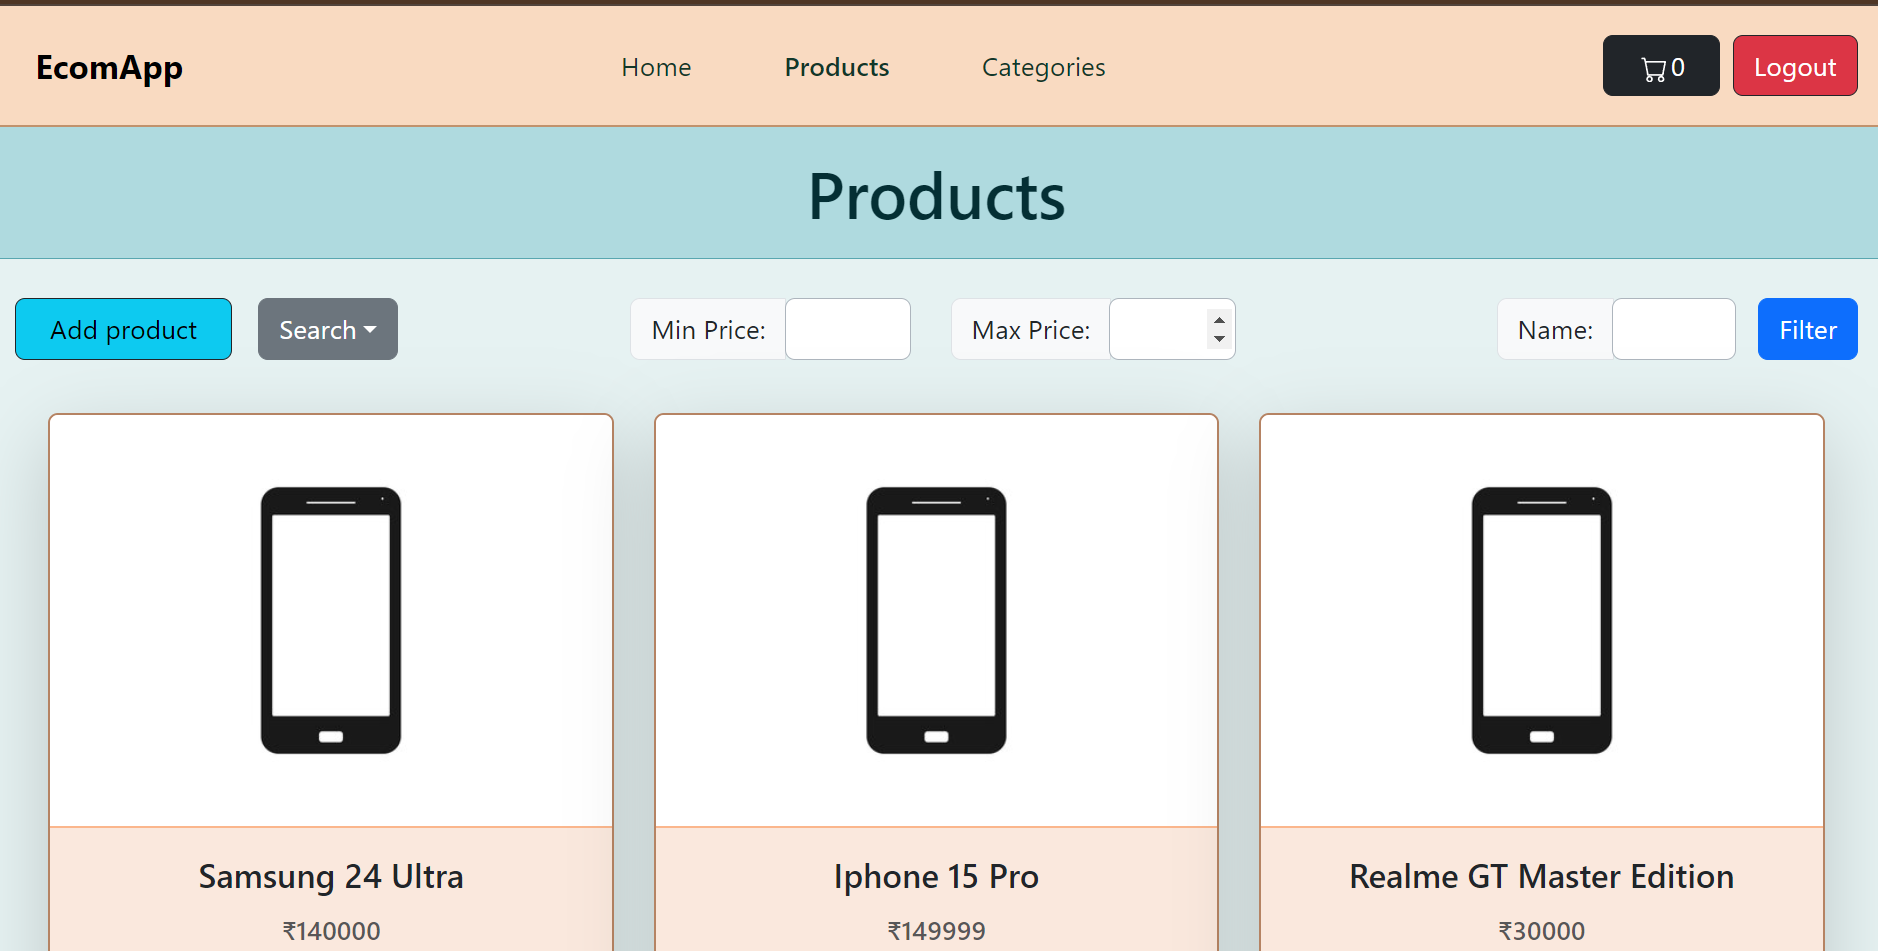 EcomApp Home Products Categories 0 Logout
Products
Add product Search Min Price: Max Price: Name: Filter
Samsung 24 Ultra Iphone 15 Pro Realme GT Master Edition
₹140000 ₹149999 ₹30000